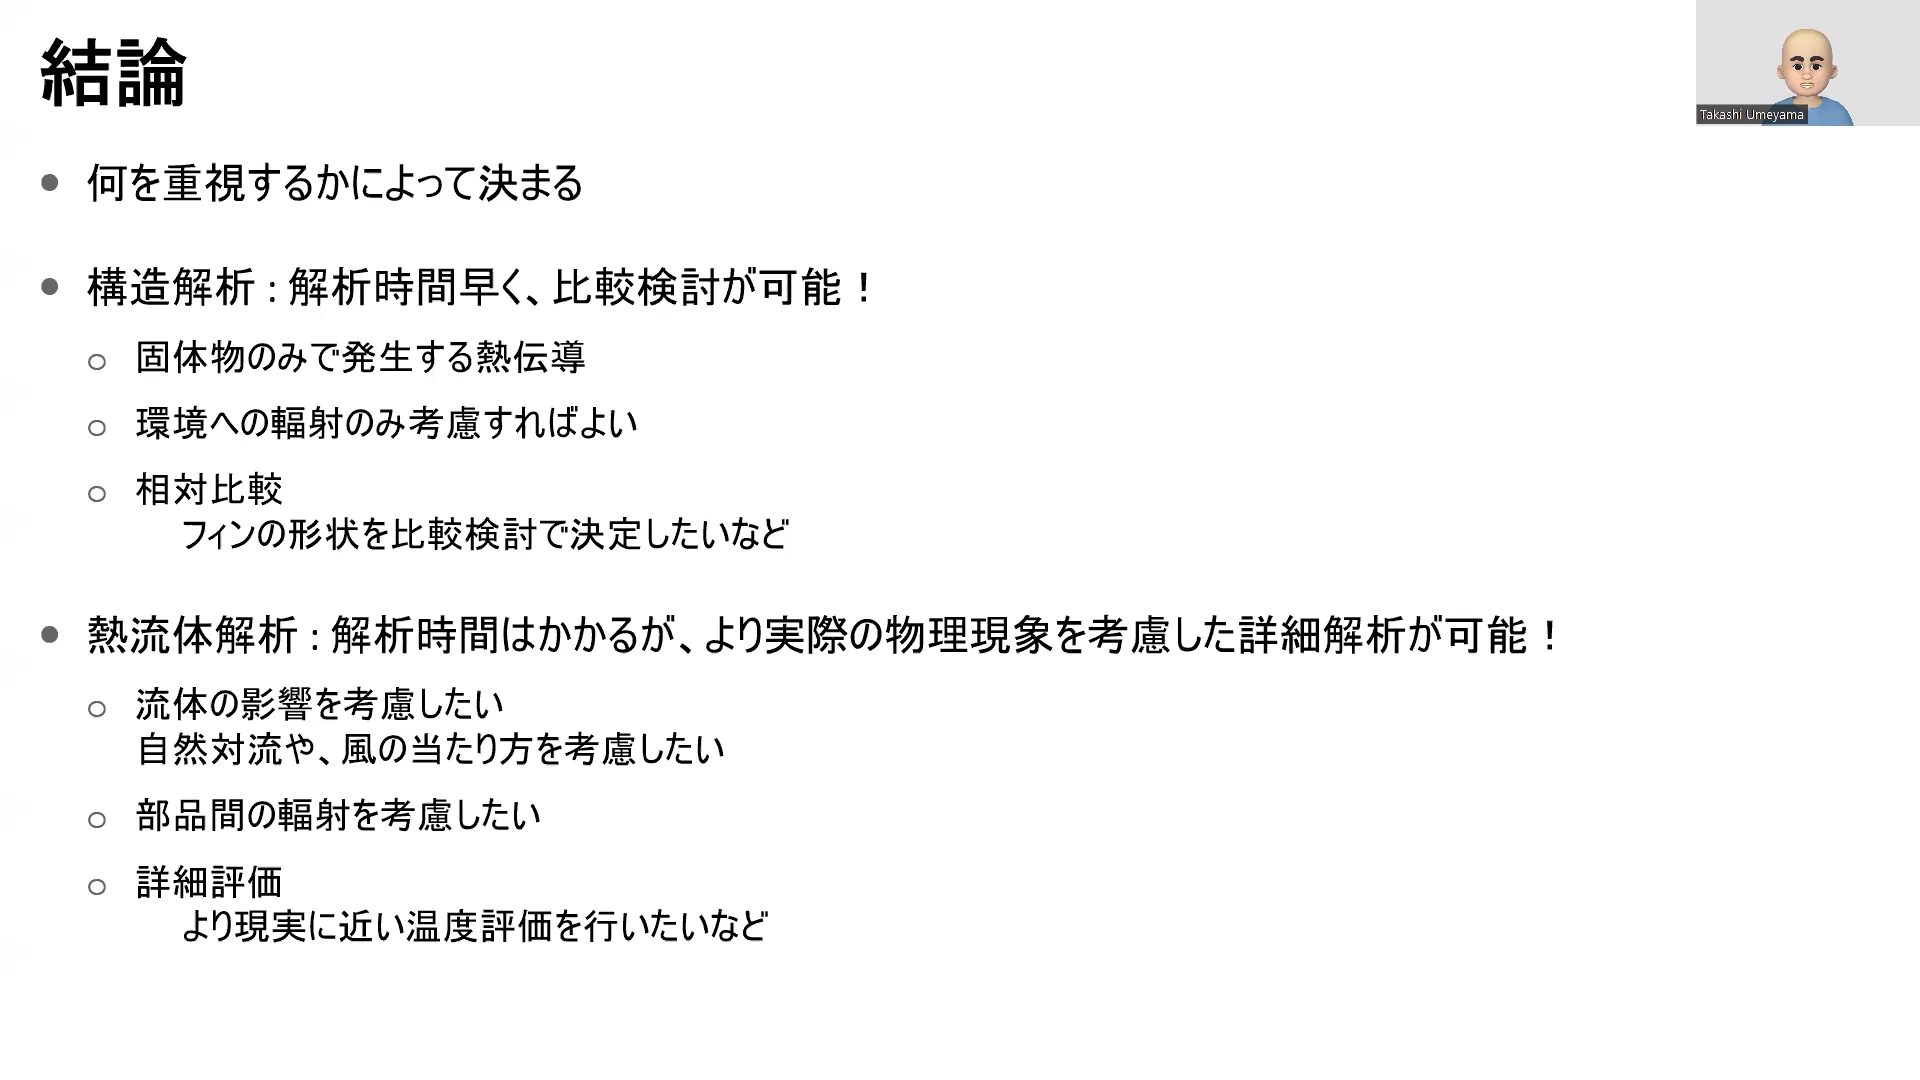 結論
Takashi Umeyama
● 何を重視するかによって決まる
● 構造解析 : 解析時間早く、比較検討が可能！
○ 固体物のみで発生する熱伝導
○ 環境への輻射のみ考慮すればよい
○ 相対比較
フィンの形状を比較検討で決定したいなど
● 熱流体解析 : 解析時間はかかるが、より実際の物理現象を考慮した詳細解析が可能！
○ 流体の影響を考慮したい
自然対流や、風の当たり方を考慮したい
○ 部品間の輻射を考慮したい
○ 詳細評価
より現実に近い温度評価を行いたいなど